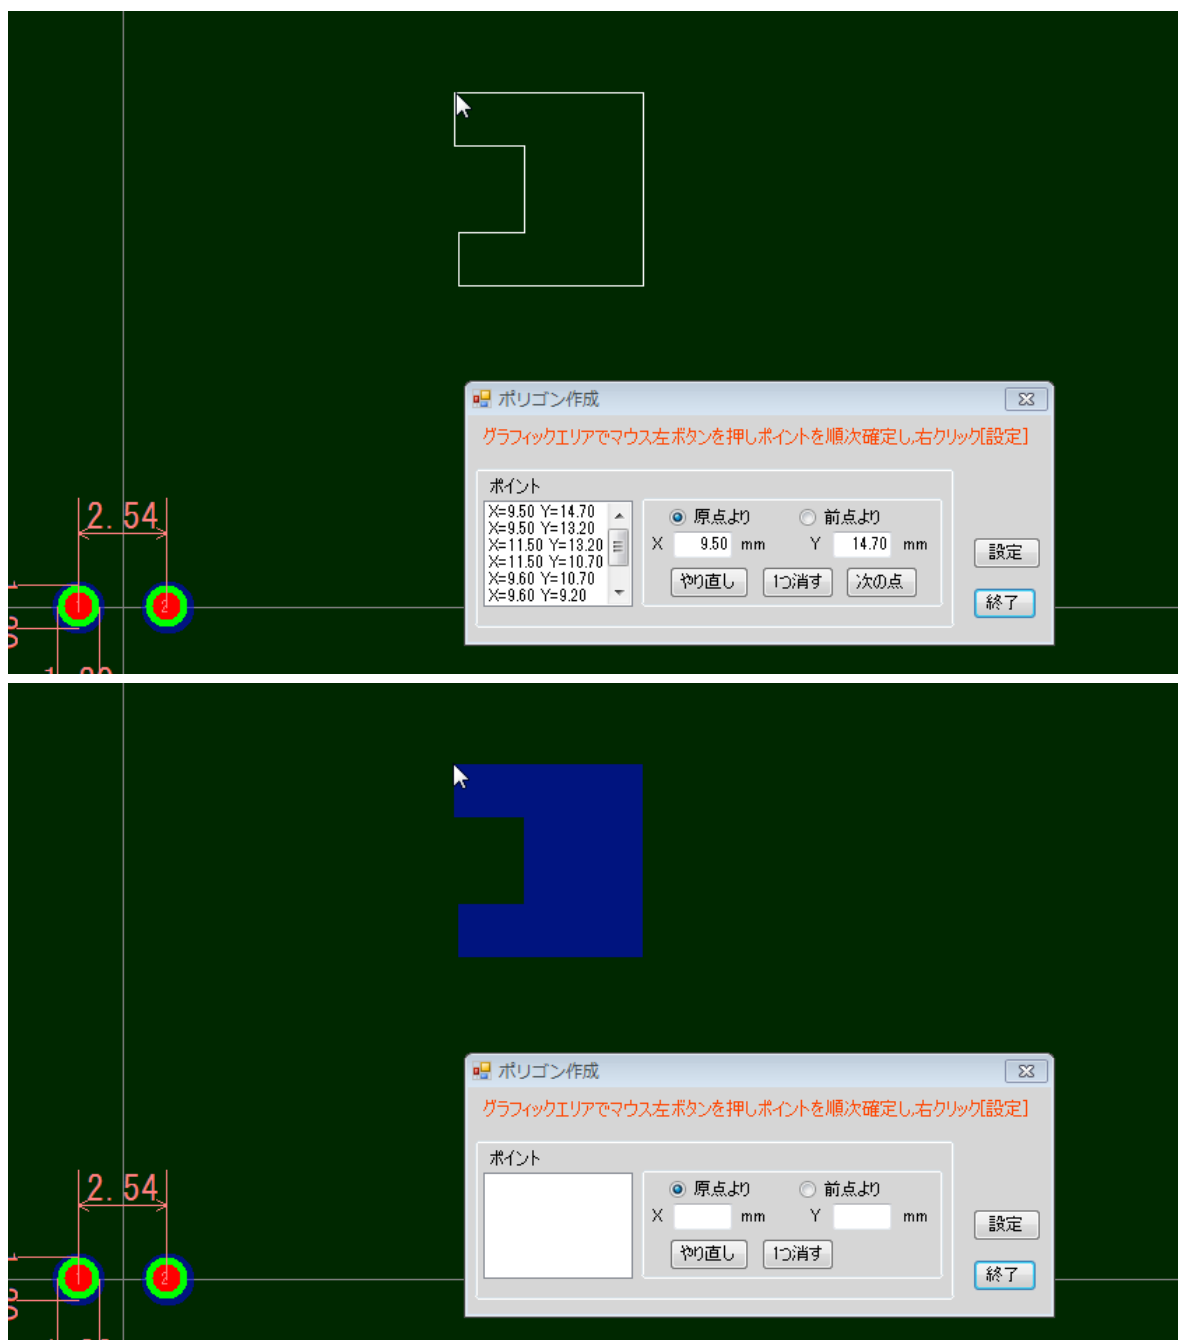 ポリゴン作成
グラフィックエリアでマウス左ボタンを押しポイントを順次確定し,右クリック[設定]
ポイント
X=9.50 Y=14.70
X=9.50 Y=13.20
X=11.50 Y=13.20
X=11.50 Y=10.70
X=9.60 Y=10.70
X=9.60 Y=9.20
原点より 前点より
X 9.50 mm Y 14.70 mm
やり直し 1つ消す 次の点
設定
終了
2.54
1 2
ポリゴン作成
グラフィックエリアでマウス左ボタンを押しポイントを順次確定し,右クリック[設定]
ポイント
原点より 前点より
X mm Y mm
やり直し 1つ消す
設定
終了
2.54
1 2